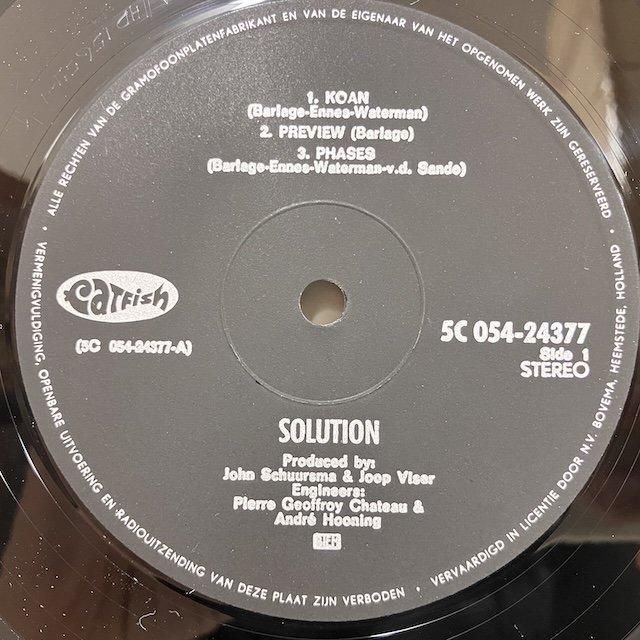 ALLE RECHTEN VAN DE GRAMOFOONPLATENFABRIKANT EN VAN DE EIGENAAR VAN HET OPGENOMEN WERK ZIJN GERESERVEERD •
1. KOAN
(Barlage-Ennes-Waterman)
2. PREVIEW (Barlage)
3. PHASES
(Barlage-Ennes-Waterman-v.d. Sande)
Catfish
(5C 054-24377-A)
5C 054-24377
Side 1
STEREO
SOLUTION
Produced by:
John Schuursma & Joop Visser
Engineers:
Pierre Geoffroy Chateau &
André Hooning
VERMENIGVULDIGING, OPENBARE UITVOERING EN RADIOUITZENDING VAN DEZE PLAAT ZIJN VERBODEN •
VERVAARDIGD IN LICENTIE DOOR N.V. BOVEMA, HEEMSTEDE, HOLLAND •